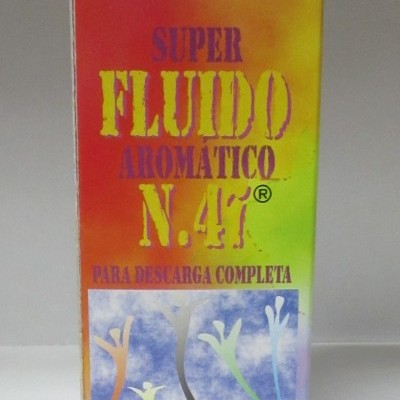 SUPER
FLUIDO
AROMÁTICO
N.47®
PARA DESCARGA COMPLETA